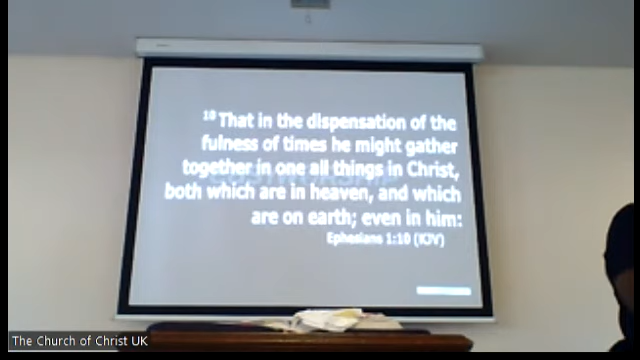 10 That in the dispensation of the
fulness of times he might gather
together in one all things in Christ,
both which are in heaven, and which
are on earth; even in him:
Ephesians 1:10 (KJV)
The Church of Christ UK